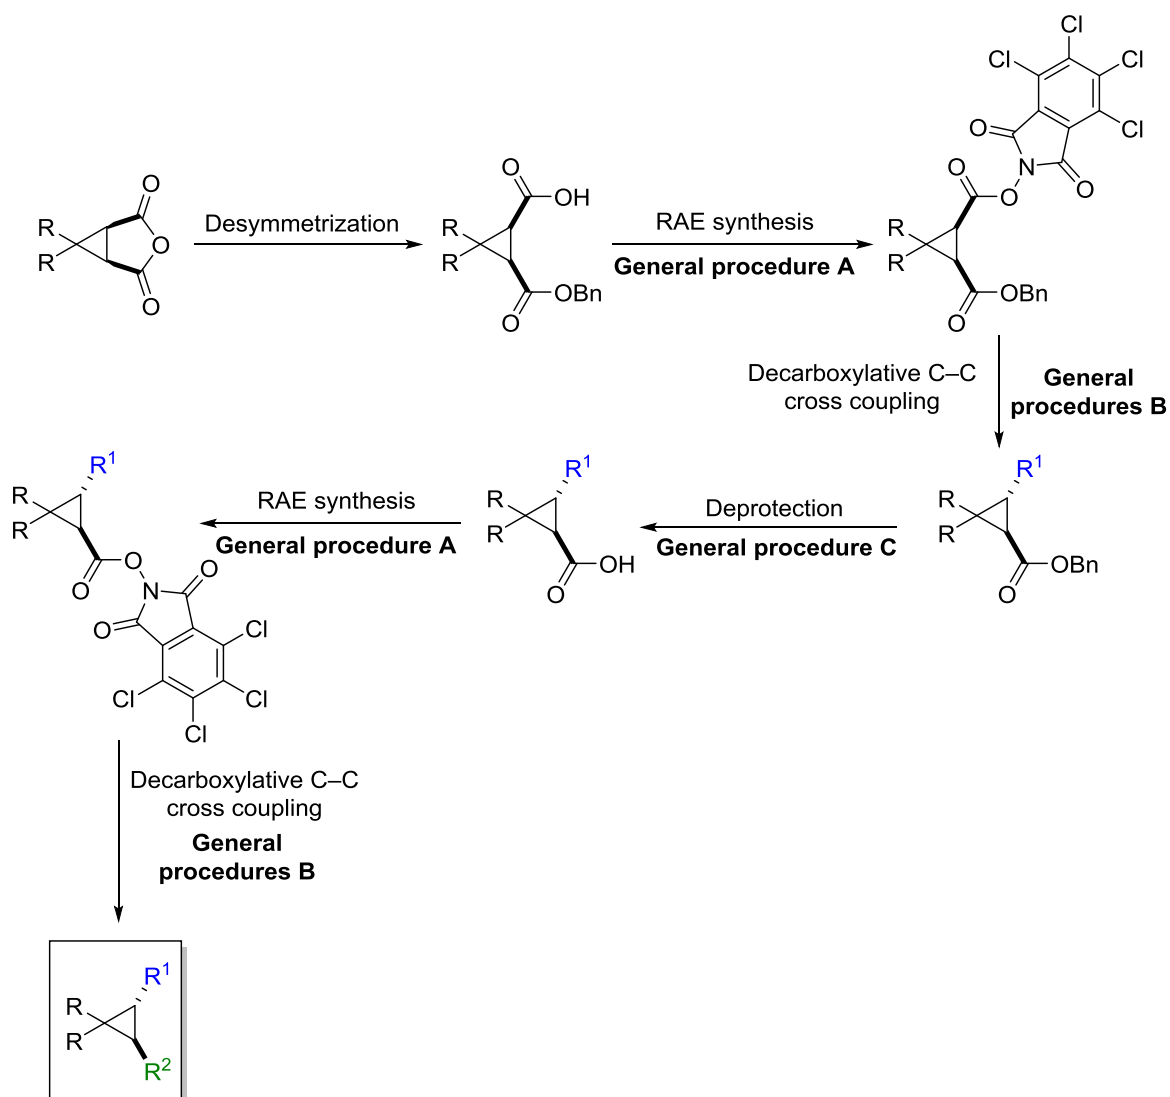 Cl
Cl
Cl
Cl
O
N
O
O
O
R
R
OBn
O
O
O
O
R
R
Desymmetrization
O
OH
R
R
OBn
O
RAE synthesis
General procedure A
Decarboxylative C–C
cross coupling
General
procedures B
R¹
R
R
OBn
O
Deprotection
General procedure C
R¹
R
R
OH
O
RAE synthesis
General procedure A
R¹
R
R
O
O
N
O
O
Cl
Cl
Cl
Cl
Decarboxylative C–C
cross coupling
General
procedures B
R¹
R
R
R²